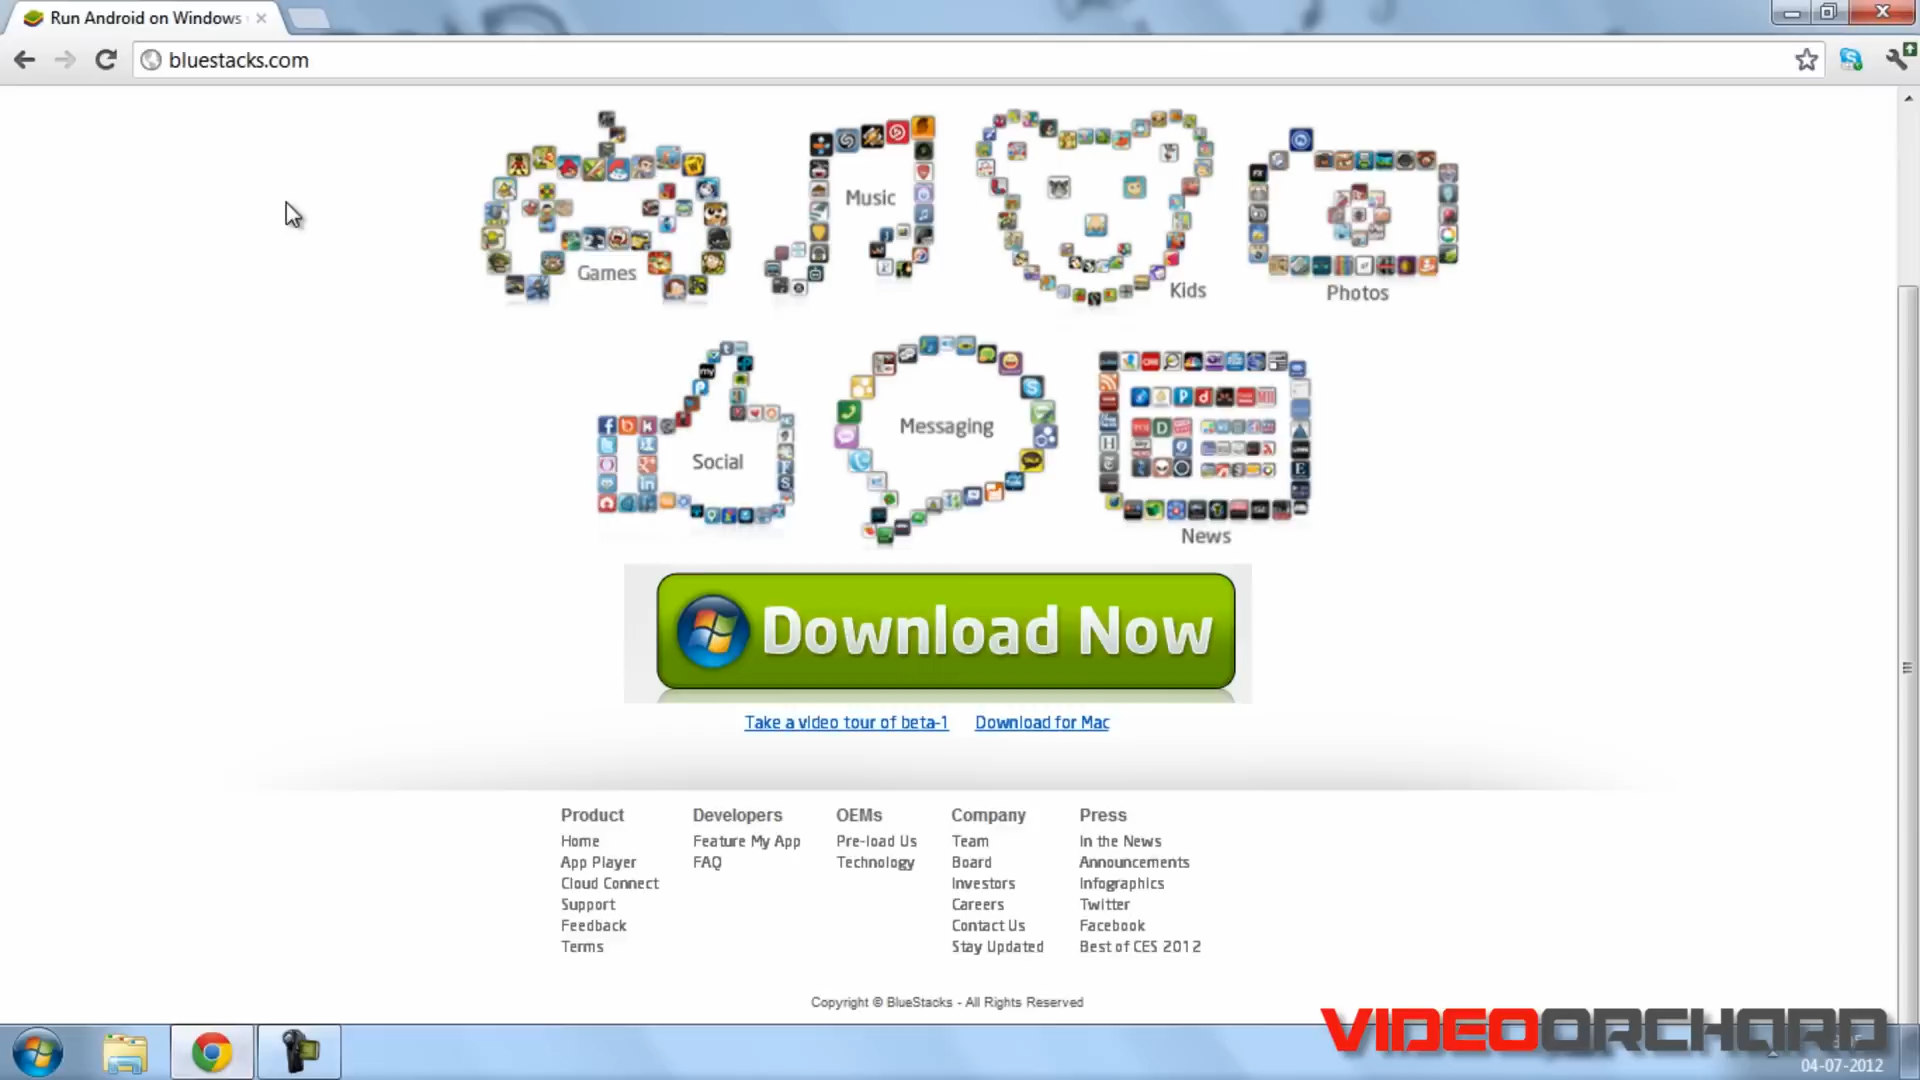 Run Android on Windows
bluestacks.com
Games
Music
Kids
Photos
Social
Messaging
News
Download Now
Take a video tour of beta-1 Download for Mac
Product
Home
App Player
Cloud Connect
Support
Feedback
Terms
Developers
Feature My App
FAQ
OEMs
Pre-load Us
Technology
Company
Team
Board
Investors
Careers
Contact Us
Stay Updated
Press
In the News
Announcements
Infographics
Twitter
Facebook
Best of CES 2012
Copyright © BlueStacks - All Rights Reserved
VIDEOORCHARD
04-07-2012